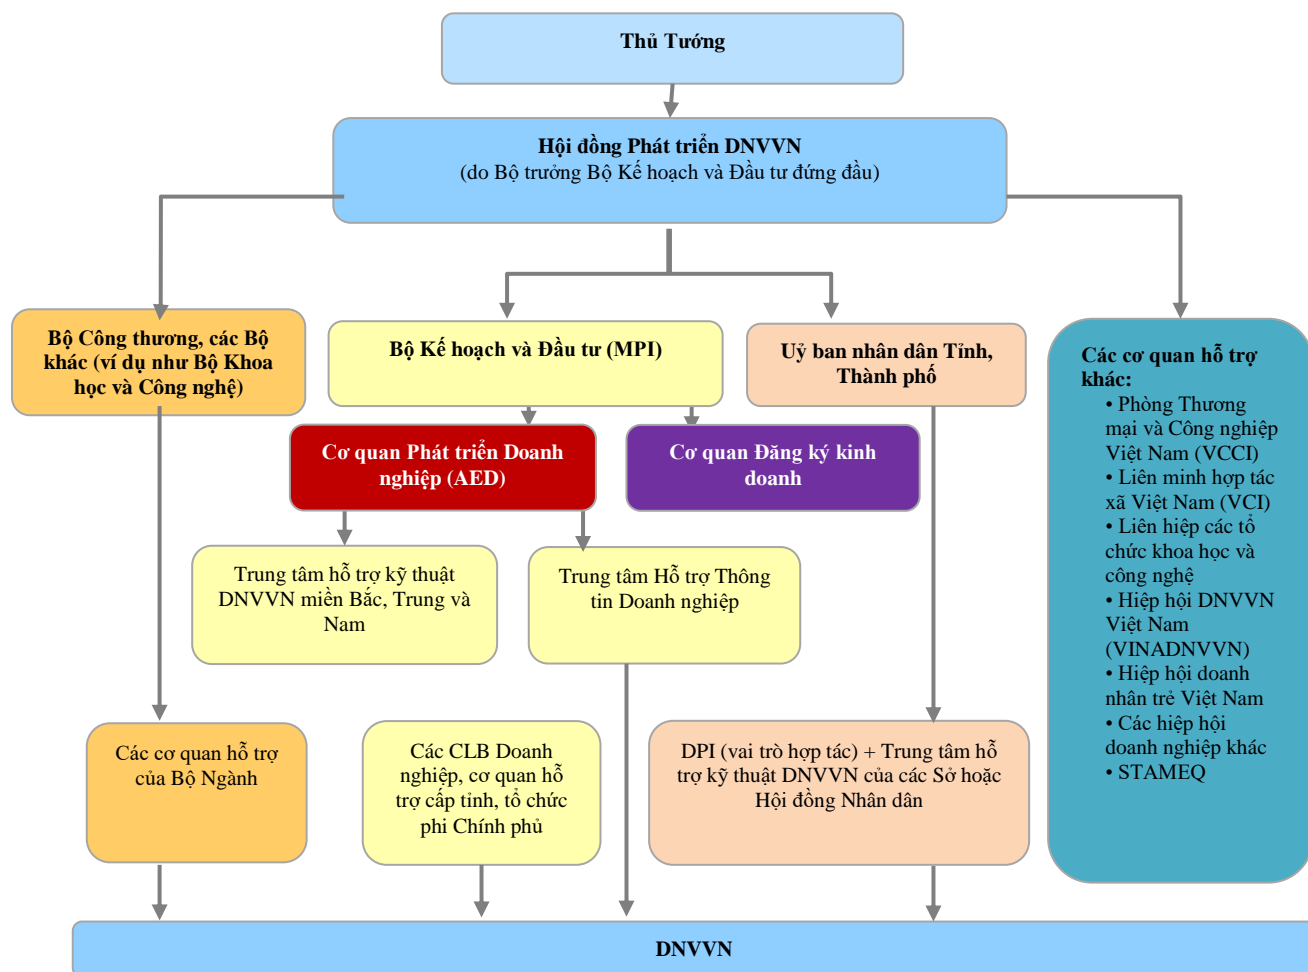 Thủ Tướng
Hội đồng Phát triển DNVVN
(do Bộ trưởng Bộ Kế hoạch và Đầu tư đứng đầu)
Bộ Công thương, các Bộ
khác (ví dụ như Bộ Khoa
học và Công nghệ)
Bộ Kế hoạch và Đầu tư (MPI)
Uỷ ban nhân dân Tỉnh,
Thành phố
Các cơ quan hỗ trợ
khác:
• Phòng Thương
mại và Công nghiệp
Việt Nam (VCCI)
• Liên minh hợp tác
xã Việt Nam (VCI)
• Liên hiệp các tổ
chức khoa học và
công nghệ
• Hiệp hội DNVVN
Việt Nam
(VINADNVVN)
• Hiệp hội doanh
nhân trẻ Việt Nam
• Các hiệp hội
doanh nghiệp khác
• STAMEQ
Cơ quan Phát triển Doanh
nghiệp (AED)
Cơ quan Đăng ký kinh
doanh
Trung tâm hỗ trợ kỹ thuật
DNVVN miền Bắc, Trung và
Nam
Trung tâm Hỗ trợ Thông
tin Doanh nghiệp
Các cơ quan hỗ trợ
của Bộ Ngành
Các CLB Doanh
nghiệp, cơ quan hỗ
trợ cấp tỉnh, tổ chức
phi Chính phủ
DPI (vai trò hợp tác) + Trung tâm hỗ
trợ kỹ thuật DNVVN của các Sở hoặc
Hội đồng Nhân dân
DNVVN